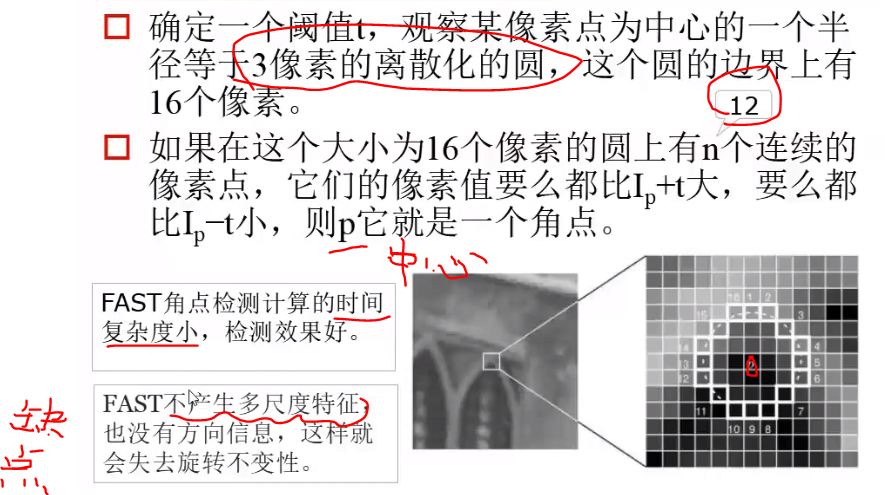 确定一个阈值t，观察某像素点为中心的一个半
径等于3像素的离散化的圆，这个圆的边界上有
16个像素。
12
如果在这个大小为16个像素的圆上有n个连续的
像素点，它们的像素值要么都比Ip+t大，要么都
比Ip−t小，则p它就是一个角点。
中心
FAST角点检测计算的时间
复杂度小，检测效果好。
FAST不产生多尺度特征，
也没有方向信息，这样就
会失去旋转不变性。
缺
点
16 1 2
15 3
14 4
13 p 5
12 6
11 7
10 9 8